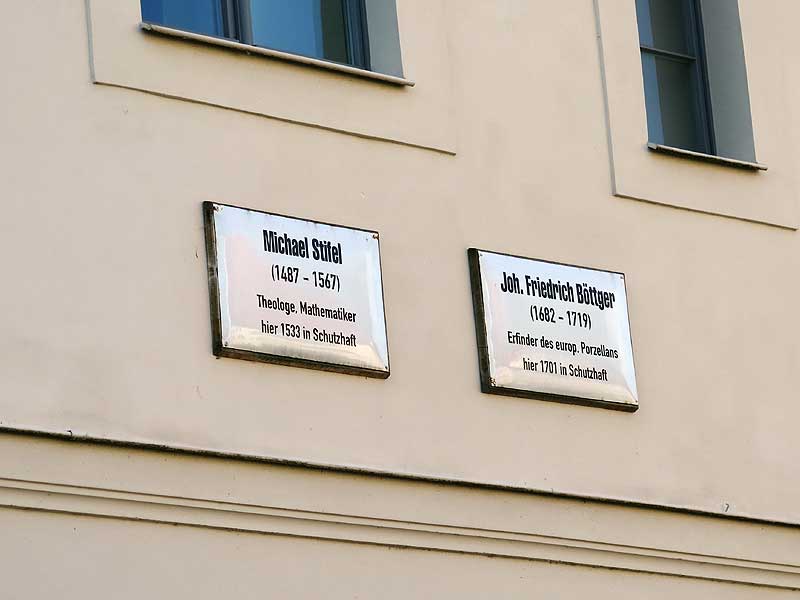 Michael Stifel
(1487 - 1567)
Theologe, Mathematiker
hier 1533 in Schutzhaft
Joh. Friedrich Böttger
(1682 - 1719)
Erfinder des europ. Porzellans
hier 1701 in Schutzhaft